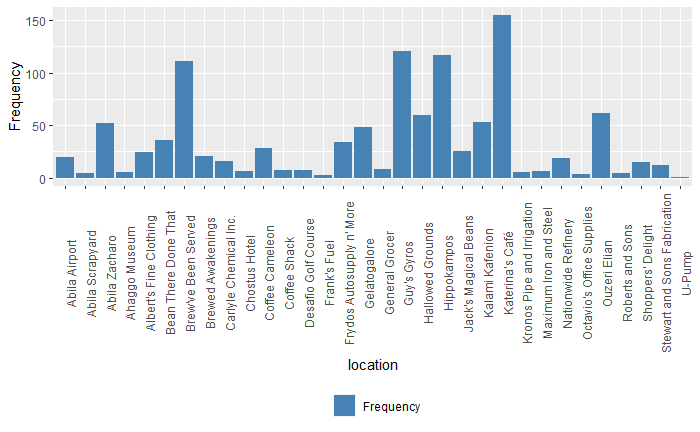 Frequency
150
100
50
0
Abila Airport
Abila Scrapyard
Abila Zacharo
Ahaggo Museum
Alberts Fine Clothing
Bean There Done That
Brew've Been Served
Brewed Awakenings
Carlyle Chemical Inc.
Chostus Hotel
Coffee Cameleon
Coffee Shack
Desafio Golf Course
Frank's Fuel
Frydos Autosupply n' More
Gelatogalore
General Grocer
Guy's Gyros
Hallowed Grounds
Hippokampos
Jack's Magical Beans
Kalami Kafenion
Katerina's Café
Kronos Pipe and Irrigation
Maximum Iron and Steel
Nationwide Refinery
Octavio's Office Supplies
Ouzeri Elian
Roberts and Sons
Shoppers' Delight
Stewart and Sons Fabrication
U-Pump
location
Frequency